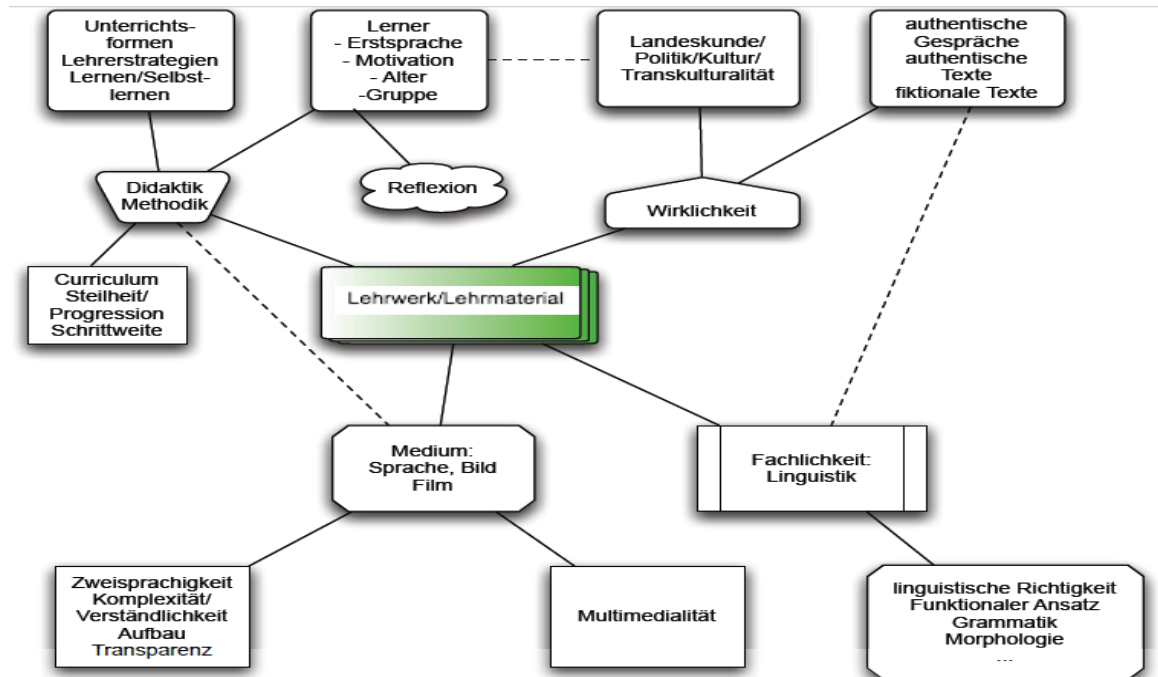 Unterrichts-
formen
Lehrerstrategien
Lernen/Selbst-
lernen
Lerner
- Erstsprache
- Motivation
- Alter
-Gruppe
Landeskunde/
Politik/Kultur/
Transkulturalität
authentische
Gespräche
authentische
Texte
fiktionale Texte
Didaktik
Methodik
Reflexion
Wirklichkeit
Curriculum
Steilheit/
Progression
Schrittweite
Lehrwerk/Lehrmaterial
Medium:
Sprache, Bild
Film
Fachlichkeit:
Linguistik
Zweisprachigkeit
Komplexität/
Verständlichkeit
Aufbau
Transparenz
Multimedialität
linguistische Richtigkeit
Funktionaler Ansatz
Grammatik
Morphologie
...